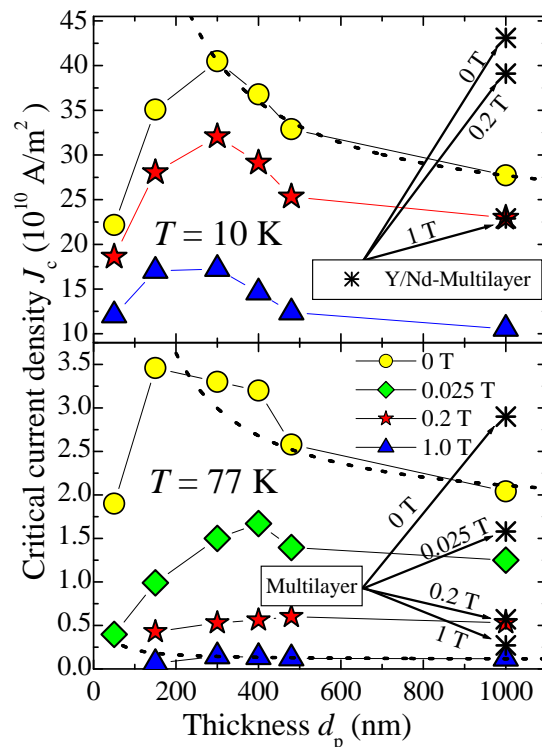 45
40
35
30
25
20
15
10
T = 10 K
0 T
0.2 T
1 T
Y/Nd-Multilayer
Critical current density Jc (10^10 A/m^2)
3.5
3.0
2.5
2.0
1.5
1.0
0.5
0.0
0 T
0.025 T
0.2 T
1.0 T
T = 77 K
0 T
0.025 T
Multilayer
0.2 T
1 T
0 200 400 600 800 1000
Thickness dp (nm)